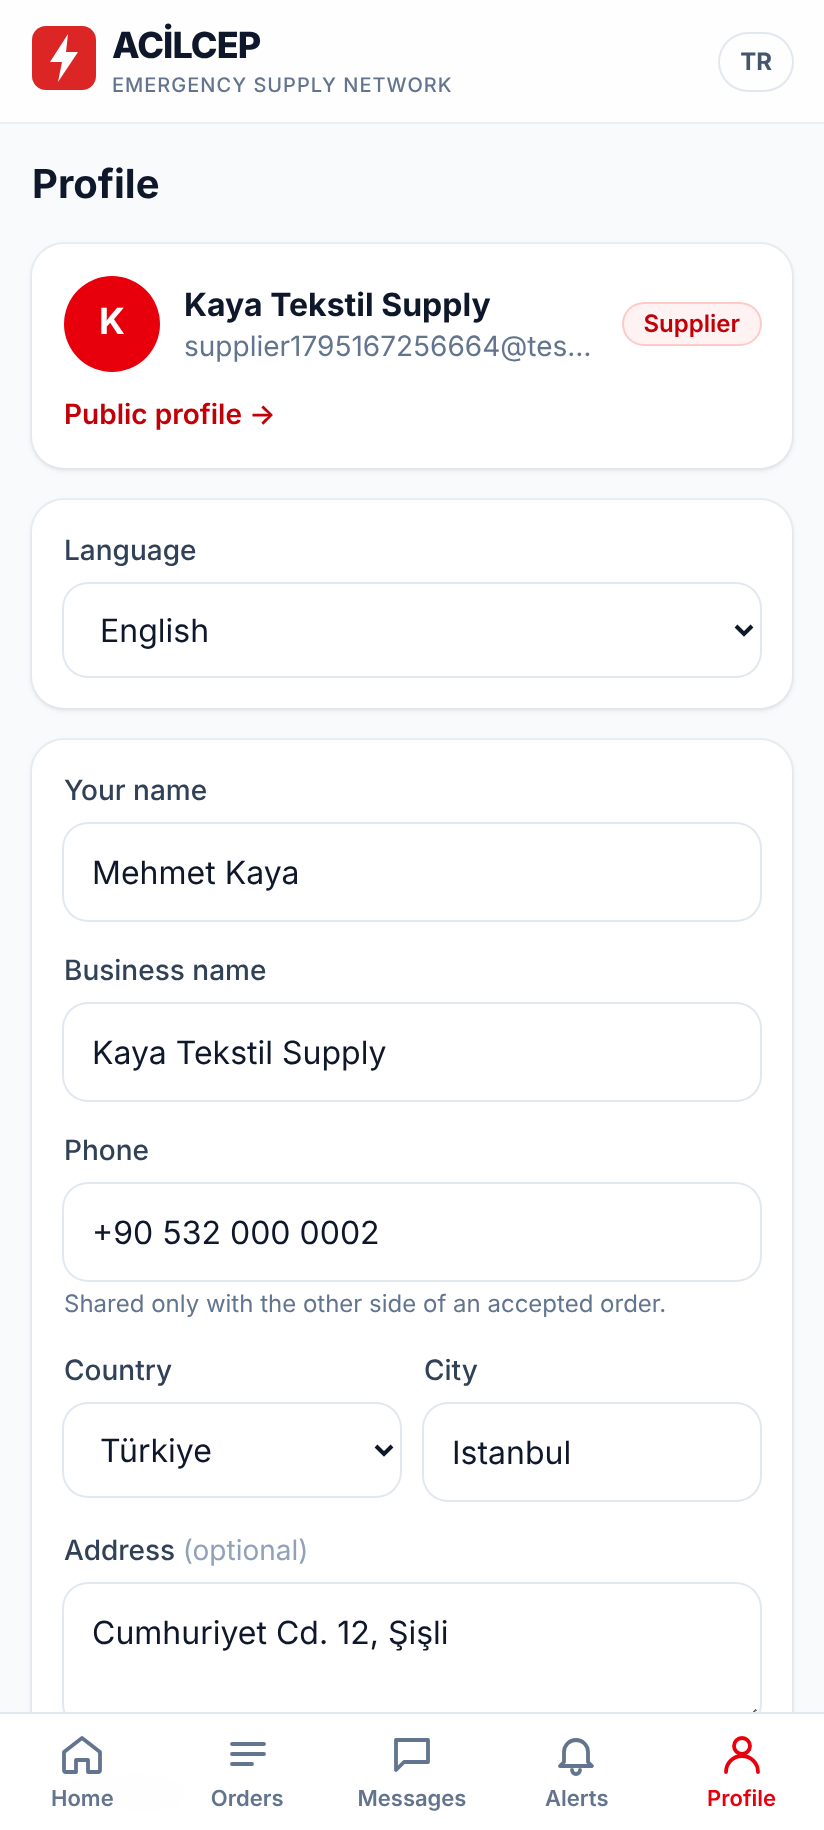 ACİLCEP
EMERGENCY SUPPLY NETWORK
TR
Profile
K
Kaya Tekstil Supply
supplier1795167256664@tes...
Supplier
Public profile →
Language
English
Your name
Mehmet Kaya
Business name
Kaya Tekstil Supply
Phone
+90 532 000 0002
Shared only with the other side of an accepted order.
Country
City
Türkiye
Istanbul
Address (optional)
Cumhuriyet Cd. 12, Şişli
Home
Orders
Messages
Alerts
Profile